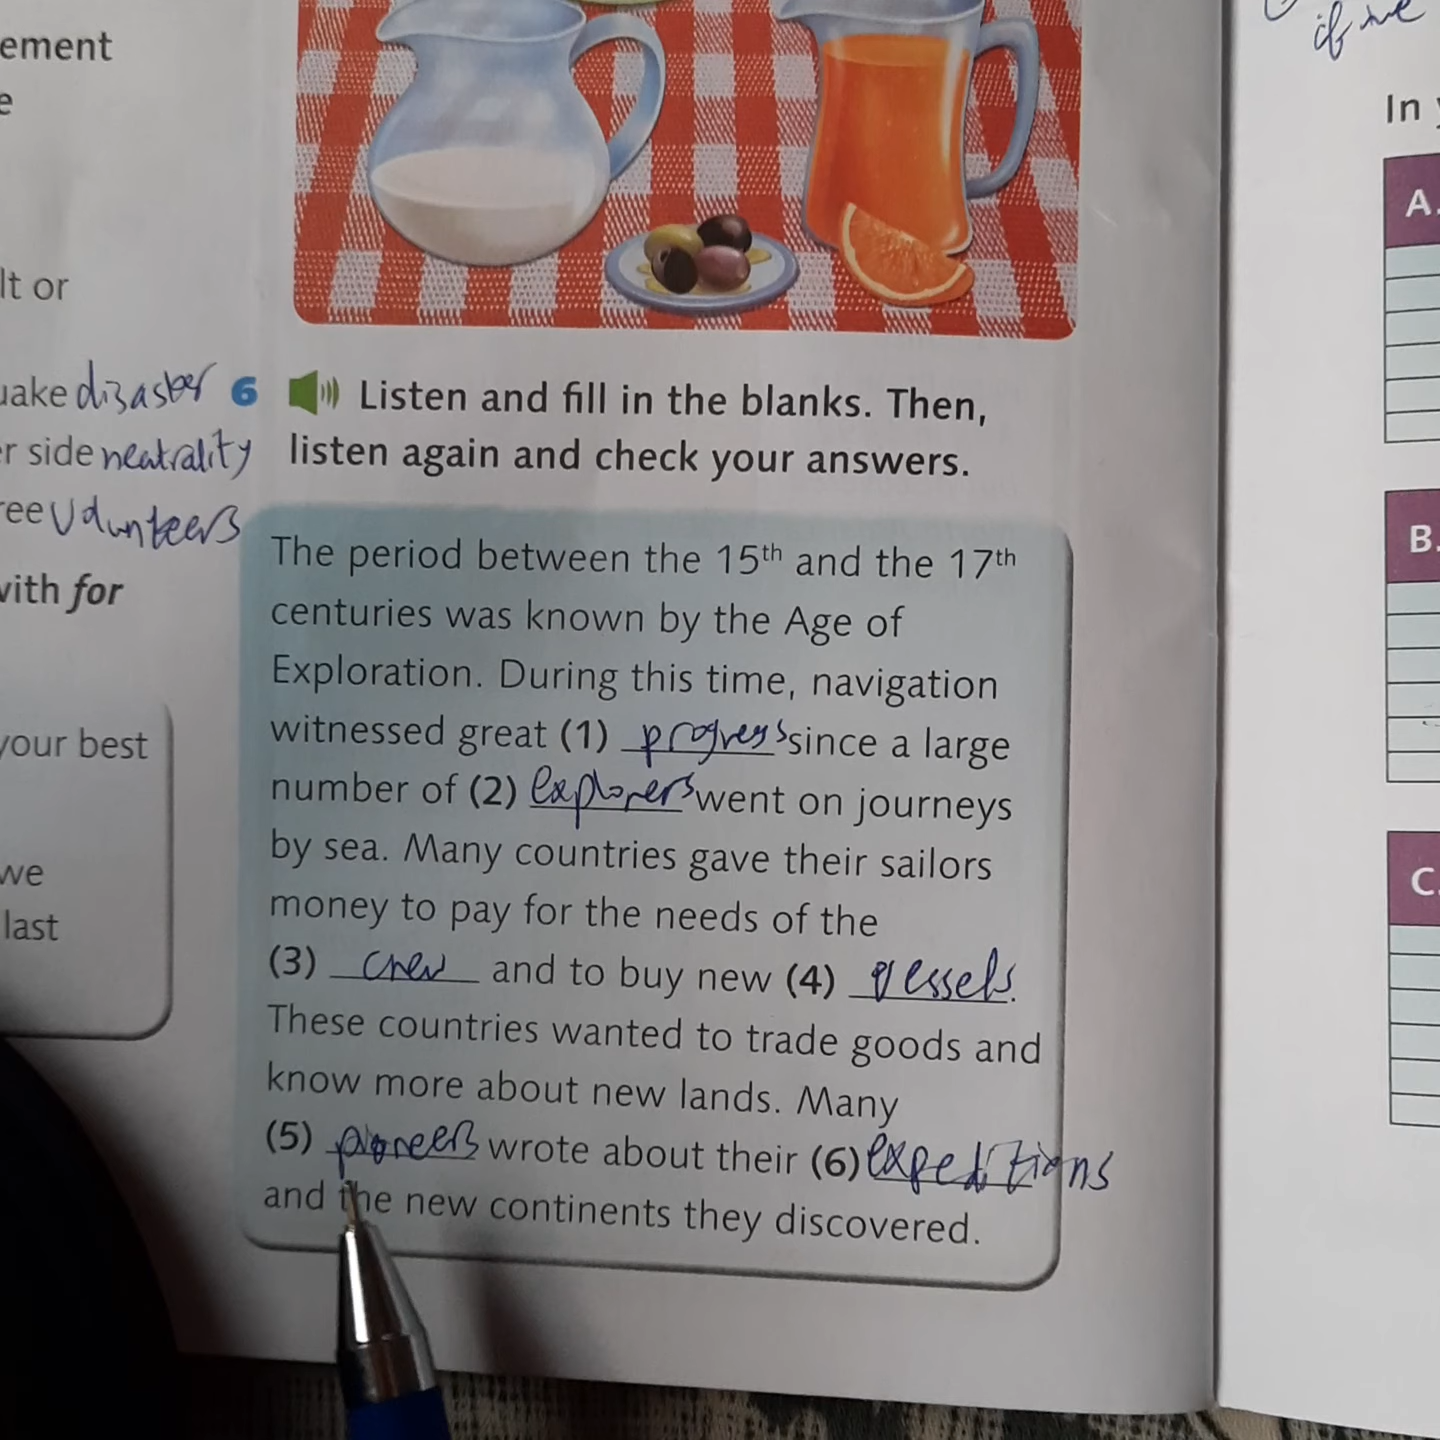 ement
e
lt or
uake disaster
er side neutrality
ree volunteers
with for
your best
we
last
6 Listen and fill in the blanks. Then,
listen again and check your answers.
The period between the 15th and the 17th
centuries was known by the Age of
Exploration. During this time, navigation
witnessed great (1) progress since a large
number of (2) explorers went on journeys
by sea. Many countries gave their sailors
money to pay for the needs of the
(3) crew and to buy new (4) vessels.
These countries wanted to trade goods and
know more about new lands. Many
(5) pioneers wrote about their (6) expeditions
and the new continents they discovered.
if we
In
A.
B.
C.